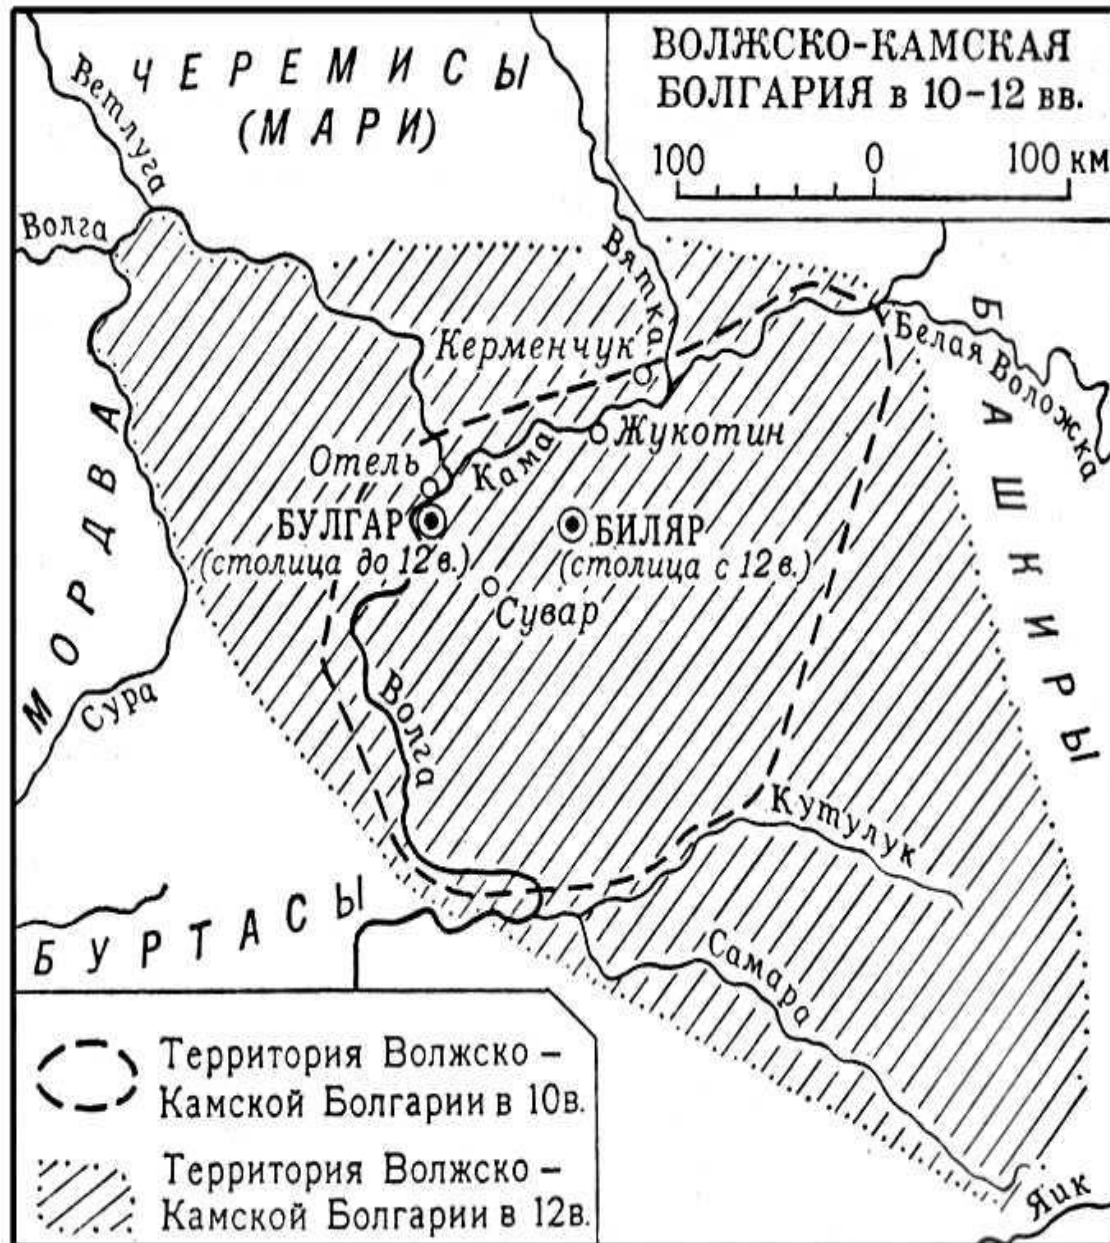 ВОЛЖСКО-КАМСКАЯ
БОЛГАРИЯ в 10-12 вв.
100 0 100 км
ЧЕРЕМИСЫ
(МАРИ)
Ветлуга
Волга
Вятка
Керменчук
Белая Воложка
БАШКИРЫ
МОРДВА
Отель
Кама
Жукотин
БУЛГАР
(столица до 12 в.)
БИЛЯР
(столица с 12 в.)
Сувар
Сура
Волга
Кутулук
БУРТАСЫ
Самара
Яик
Территория Волжско –
Камской Болгарии в 10в.
Территория Волжско –
Камской Болгарии в 12в.